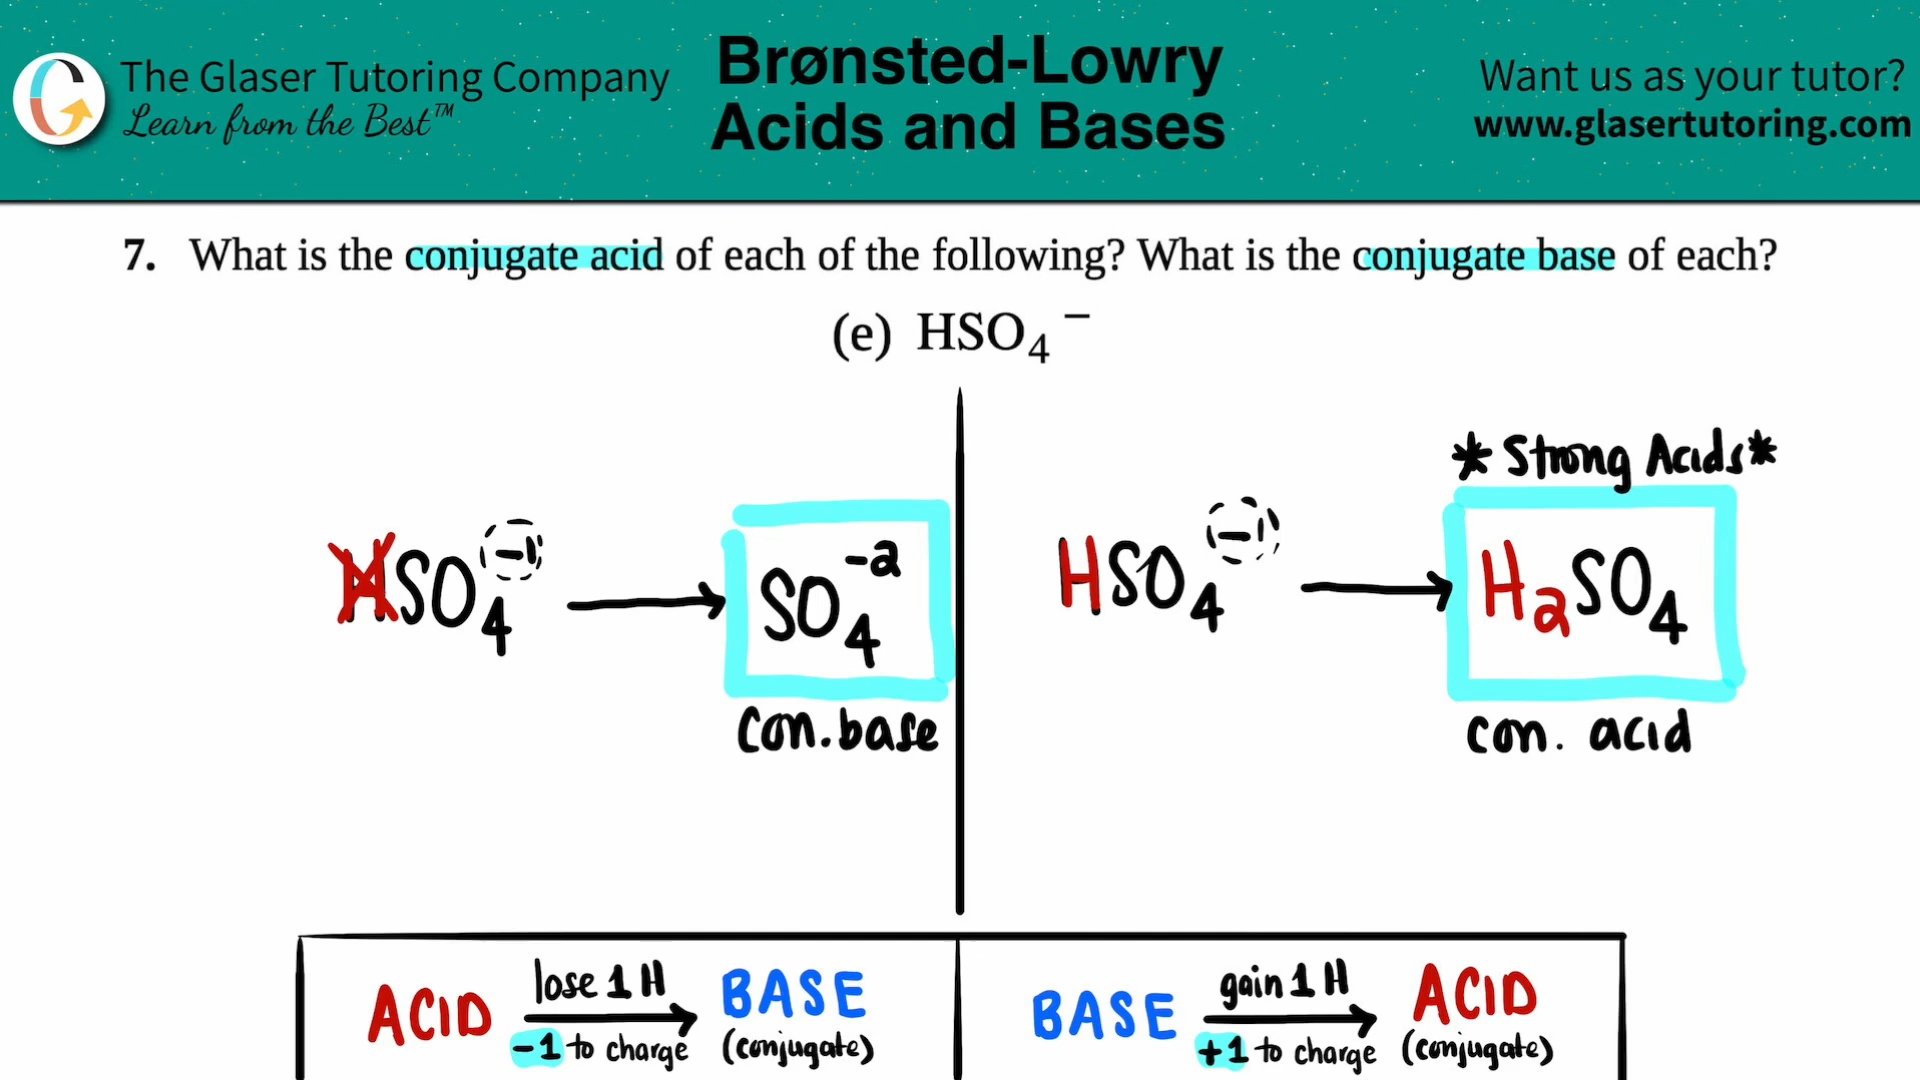 The Glaser Tutoring Company
Learn from the Best™
Brønsted-Lowry
Acids and Bases
Want us as your tutor?
www.glasertutoring.com
7. What is the conjugate acid of each of the following? What is the conjugate base of each?
(e) HSO₄⁻
HSO₄⁻¹ → SO₄⁻²
con. base
*Strong Acids*
HSO₄⁻¹ → H₂SO₄
con. acid
ACID lose 1 H → BASE
-1 to charge (conjugate)
BASE gain 1 H → ACID
+1 to charge (conjugate)